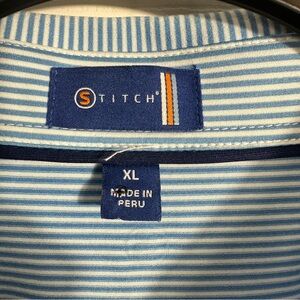 STITCH®
XL
MADE IN
PERU